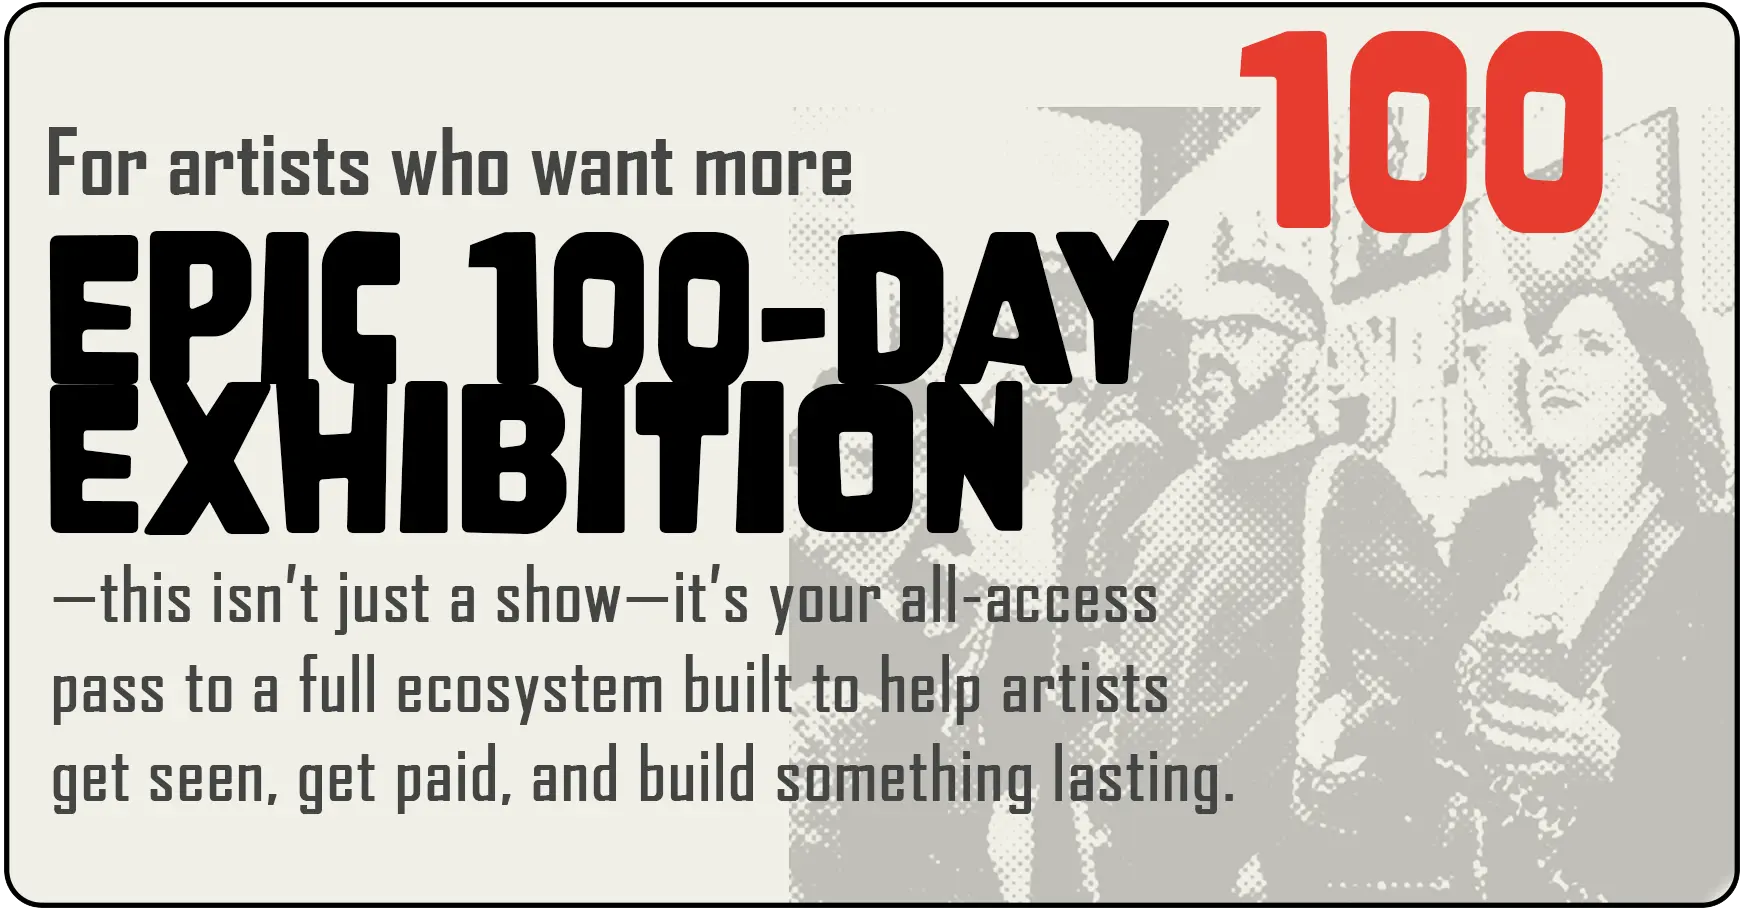 100
For artists who want more
EPIC 100-DAY
EXHIBITION
—this isn't just a show—it's your all-access
pass to a full ecosystem built to help artists
get seen, get paid, and build something lasting.